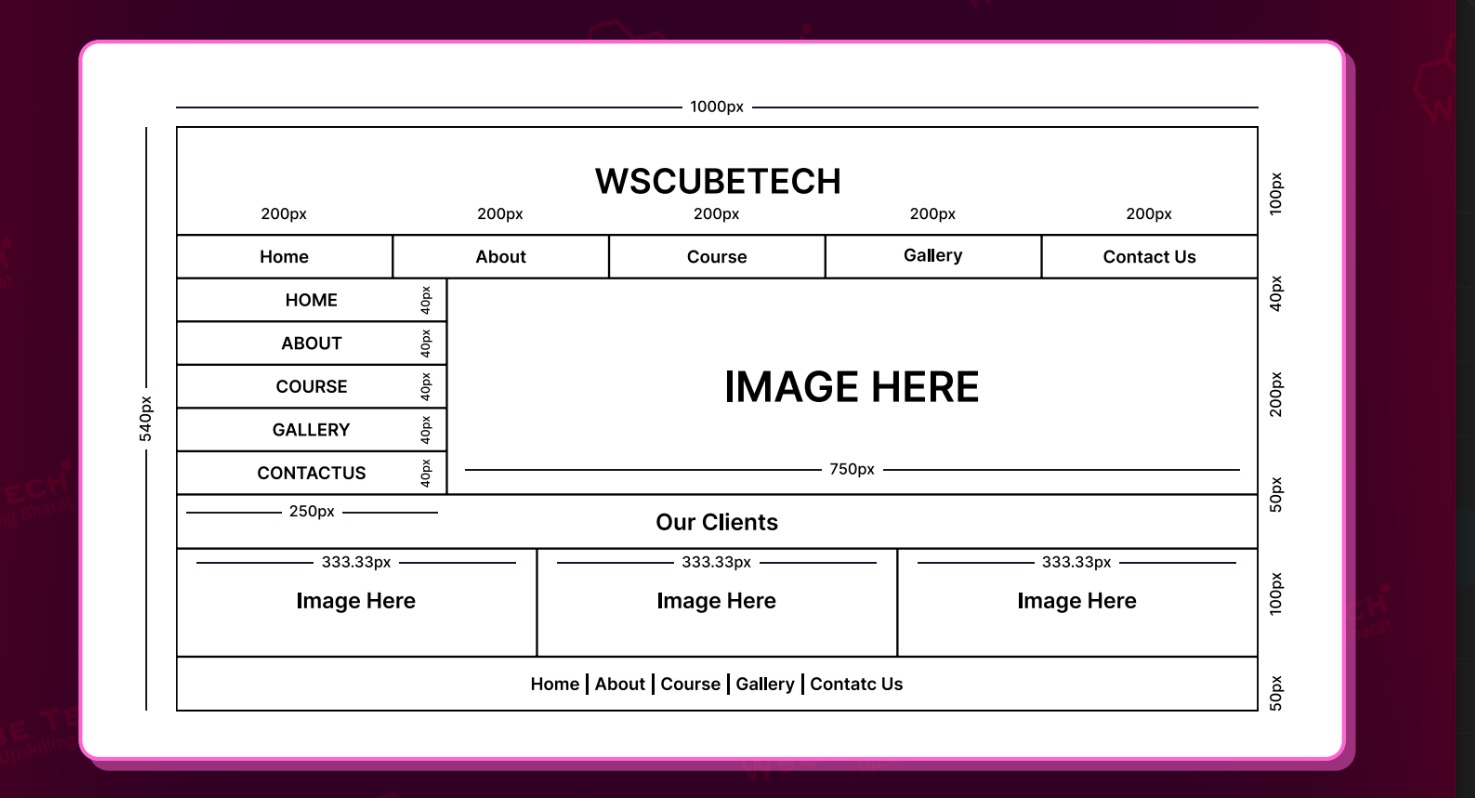 1000px
WSCUBETECH
100px
200px 200px 200px 200px 200px
Home About Course Gallery Contact Us
40px
HOME 40px
ABOUT 40px
COURSE 40px
GALLERY 40px
CONTACTUS 40px
IMAGE HERE
200px
540px
750px
250px
Our Clients
50px
333.33px 333.33px 333.33px
Image Here Image Here Image Here
100px
Home | About | Course | Gallery | Contatc Us
50px